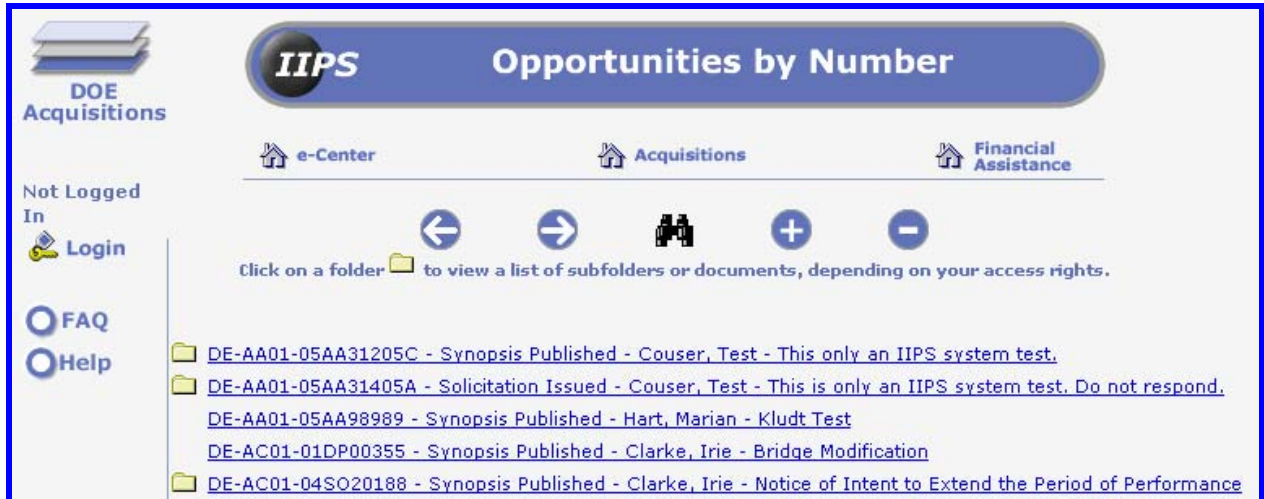 IIPS
Opportunities by Number
DOE
Acquisitions
e-Center
Acquisitions
Financial
Assistance
Not Logged
In
Login
Click on a folder to view a list of subfolders or documents, depending on your access rights.
FAQ
Help
DE-AA01-05AA31205C - Synopsis Published - Couser, Test - This only an IIPS system test.
DE-AA01-05AA31405A - Solicitation Issued - Couser, Test - This is only an IIPS system test. Do not respond.
DE-AA01-05AA98989 - Synopsis Published - Hart, Marian - Kludt Test
DE-AC01-01DP00355 - Synopsis Published - Clarke, Irie - Bridge Modification
DE-AC01-04SO20188 - Synopsis Published - Clarke, Irie - Notice of Intent to Extend the Period of Performance